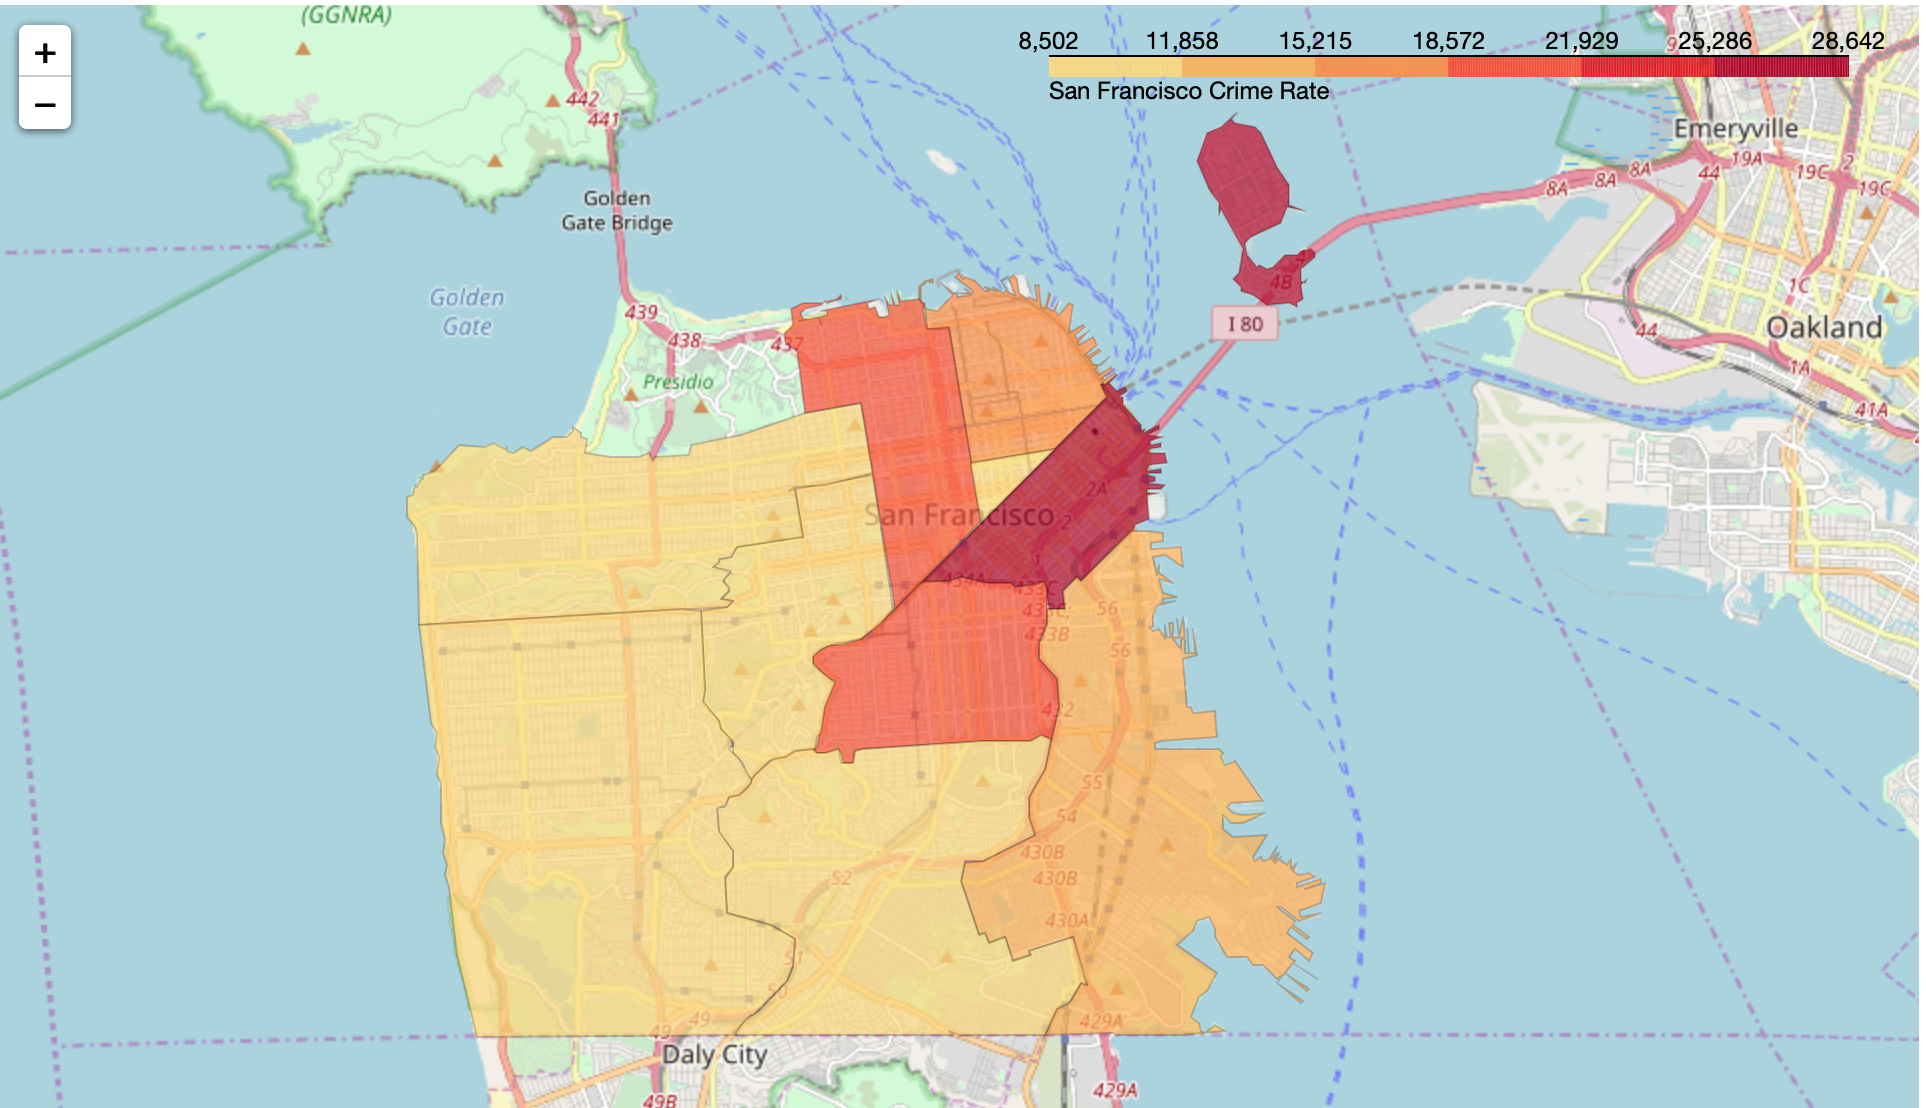 (GGNRA)
+
−
8,502 11,858 15,215 18,572 21,929 25,286 28,642
San Francisco Crime Rate
442
441
Emeryville
19A
2
44
19C
19C
8A
8A
8A
Golden
Gate Bridge
4B
1C
Golden
Gate
439
438
437
I 80
44
Oakland
1A
Presidio
41A
2A
San Francisco
2
1
434A
433C
433C;
433B
56
56
432
55
54
430B
430B
52
430A
51
50
49
49
429A
Daly City
429A
49B